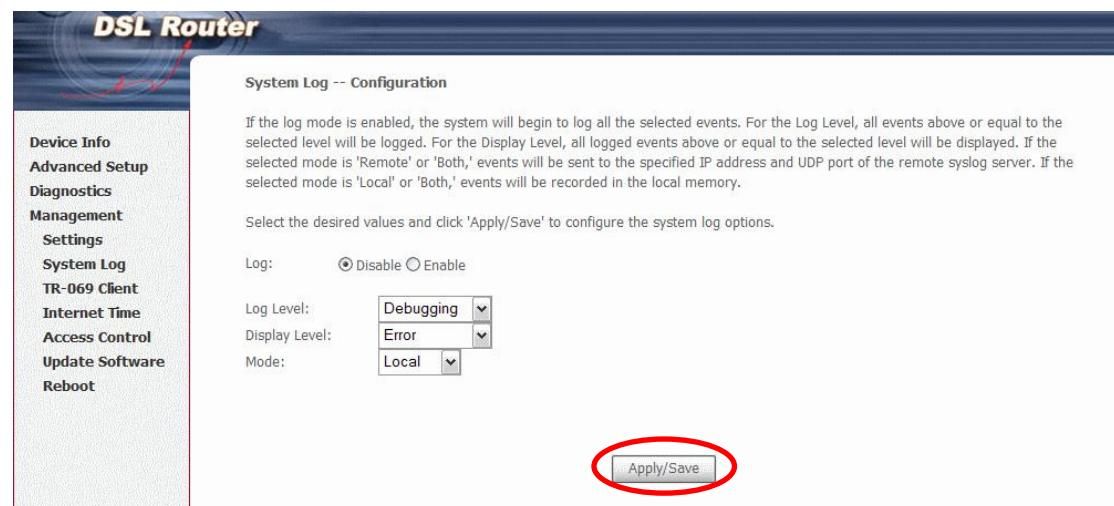 DSL Router
System Log -- Configuration
If the log mode is enabled, the system will begin to log all the selected events. For the Log Level, all events above or equal to the
selected level will be logged. For the Display Level, all logged events above or equal to the selected level will be displayed. If the
selected mode is 'Remote' or 'Both,' events will be sent to the specified IP address and UDP port of the remote syslog server. If the
selected mode is 'Local' or 'Both,' events will be recorded in the local memory.
Select the desired values and click 'Apply/Save' to configure the system log options.
Log: Disable Enable
Log Level: Debugging
Display Level: Error
Mode: Local
Apply/Save
Device Info
Advanced Setup
Diagnostics
Management
Settings
System Log
TR-069 Client
Internet Time
Access Control
Update Software
Reboot